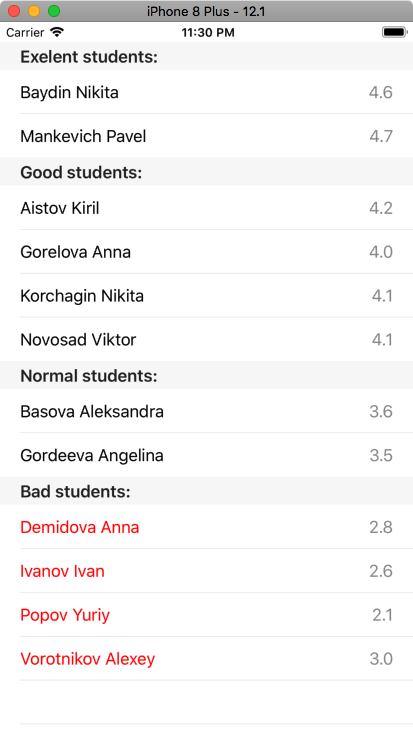 iPhone 8 Plus - 12.1
Carrier 11:30 PM
Exelent students:
Baydin Nikita 4.6
Mankevich Pavel 4.7
Good students:
Aistov Kiril 4.2
Gorelova Anna 4.0
Korchagin Nikita 4.1
Novosad Viktor 4.1
Normal students:
Basova Aleksandra 3.6
Gordeeva Angelina 3.5
Bad students:
Demidova Anna 2.8
Ivanov Ivan 2.6
Popov Yuriy 2.1
Vorotnikov Alexey 3.0